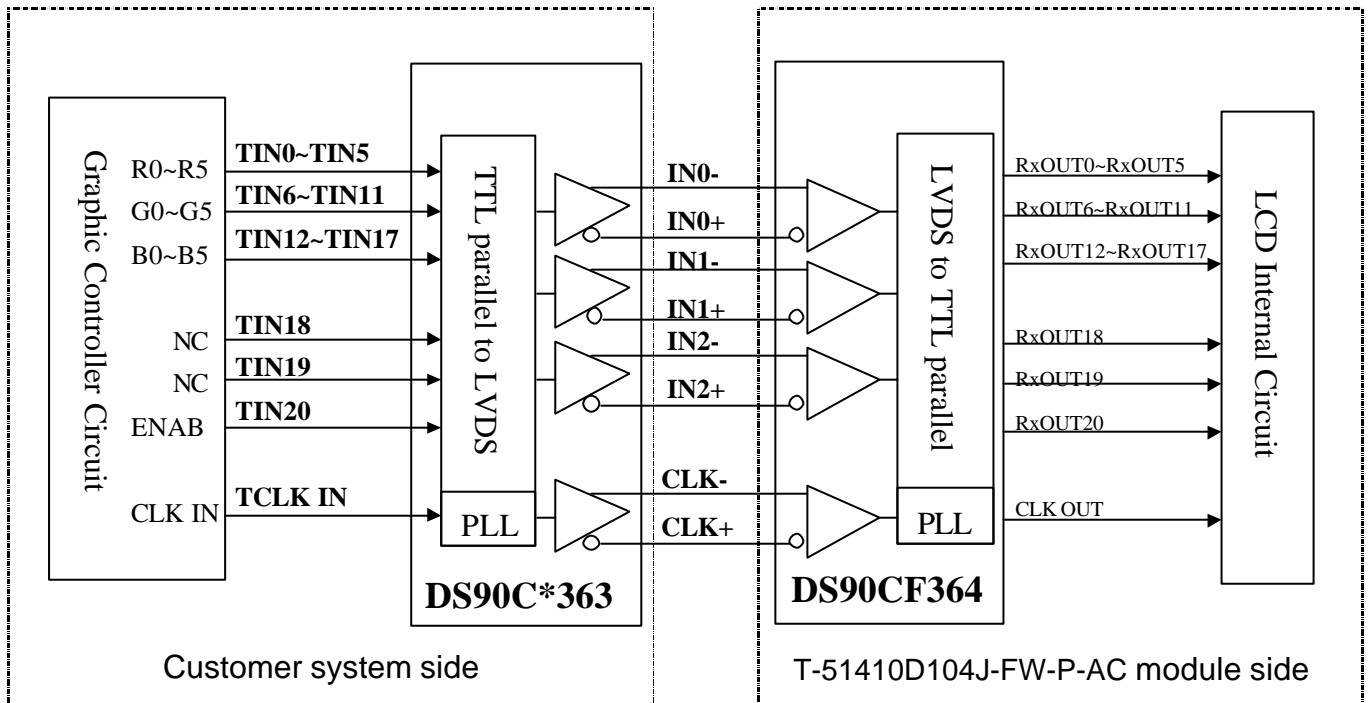 Graphic Controller Circuit
R0~R5
G0~G5
B0~B5
NC
NC
ENAB
CLK IN
TIN0~TIN5
TIN6~TIN11
TIN12~TIN17
TIN18
TIN19
TIN20
TCLK IN
TTL parallel to LVDS
PLL
DS90C*363
IN0-
IN0+
IN1-
IN1+
IN2-
IN2+
CLK-
CLK+
LVDS to TTL parallel
PLL
DS90CF364
RxOUT0~RxOUT5
RxOUT6~RxOUT11
RxOUT12~RxOUT17
RxOUT18
RxOUT19
RxOUT20
CLK OUT
LCD Internal Circuit
Customer system side
T-51410D104J-FW-P-AC module side